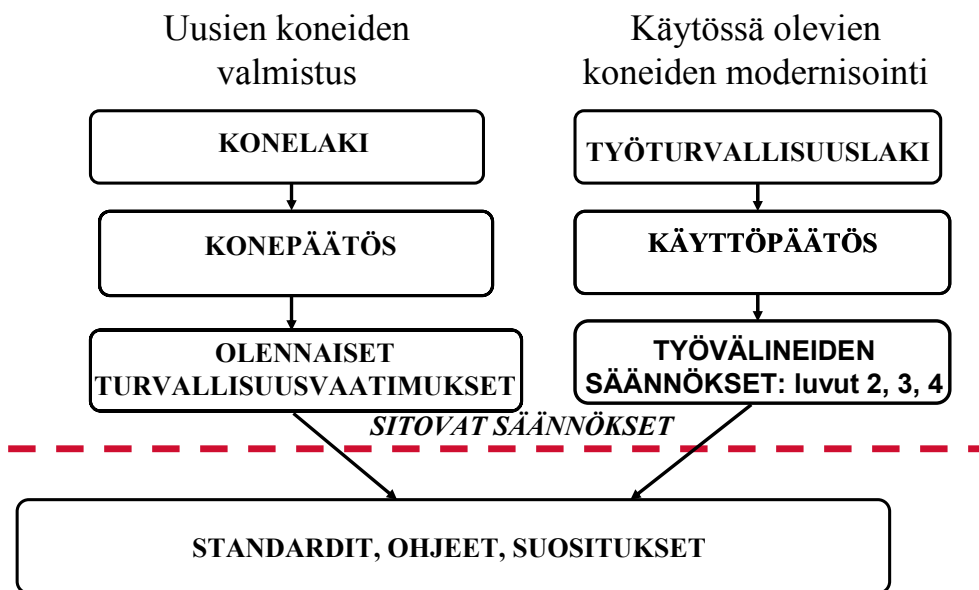 Uusien koneiden
valmistus
KONELAKI
KONEPÄÄTÖS
OLENNAISET
TURVALLISUUSVAATIMUKSET
Käytössä olevien
koneiden modernisointi
TYÖTURVALLISUUSLAKI
KÄYTTÖPÄÄTÖS
TYÖVÄLINEIDEN
SÄÄNNÖKSET: luvut 2, 3, 4
SITOVAT SÄÄNNÖKSET
STANDARDIT, OHJEET, SUOSITUKSET